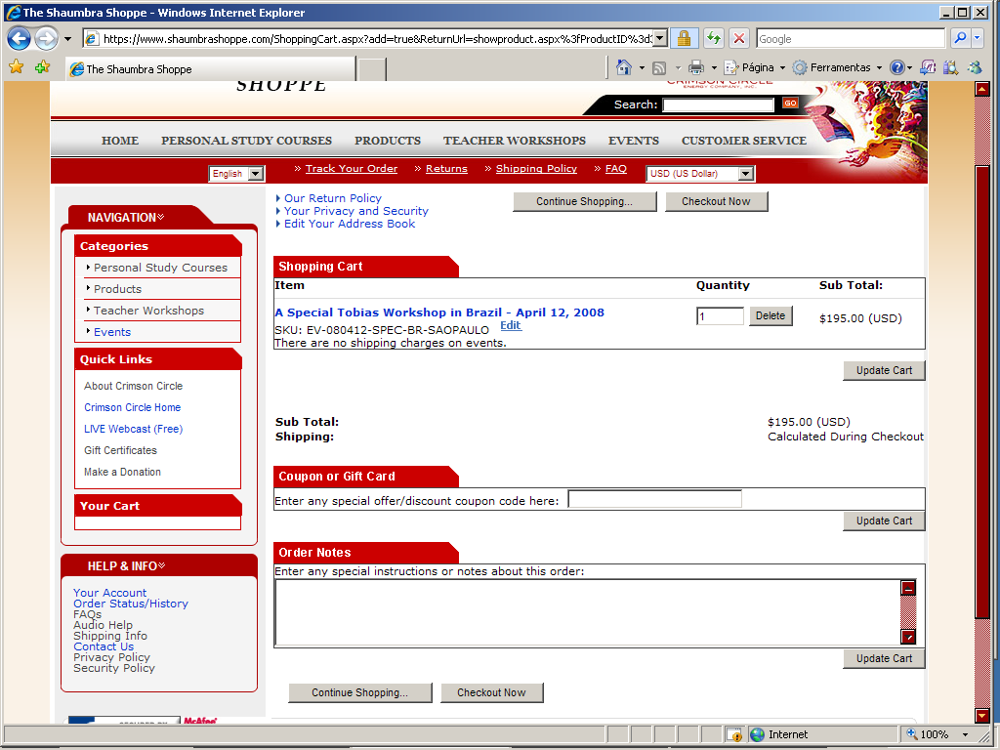 The Shaumbra Shoppe - Windows Internet Explorer
https://www.shaumbrashoppe.com/ShoppingCart.aspx?add=true&ReturnUrl=showproduct.aspx%3fProductID%3d
Google
The Shaumbra Shoppe
Página
Ferramentas
SHOPPE
CRIMSON CIRCLE
ENERGY COMPANY, INC.
Search:
GO
HOME PERSONAL STUDY COURSES PRODUCTS TEACHER WORKSHOPS EVENTS CUSTOMER SERVICE
English » Track Your Order » Returns » Shipping Policy » FAQ USD (US Dollar)
NAVIGATION
Categories
Personal Study Courses
Products
Teacher Workshops
Events
Quick Links
About Crimson Circle
Crimson Circle Home
LIVE Webcast (Free)
Gift Certificates
Make a Donation
Your Cart
HELP & INFO
Your Account
Order Status/History
FAQs
Audio Help
Shipping Info
Contact Us
Privacy Policy
Security Policy
McAfee
Our Return Policy
Your Privacy and Security
Edit Your Address Book
Continue Shopping... Checkout Now
Shopping Cart
Item Quantity Sub Total:
A Special Tobias Workshop in Brazil - April 12, 2008 1 Delete $195.00 (USD)
SKU: EV-080412-SPEC-BR-SAOPAULO Edit
There are no shipping charges on events.
Update Cart
Sub Total: $195.00 (USD)
Shipping: Calculated During Checkout
Coupon or Gift Card
Enter any special offer/discount coupon code here:
Update Cart
Order Notes
Enter any special instructions or notes about this order:
Update Cart
Continue Shopping... Checkout Now
Internet
100%